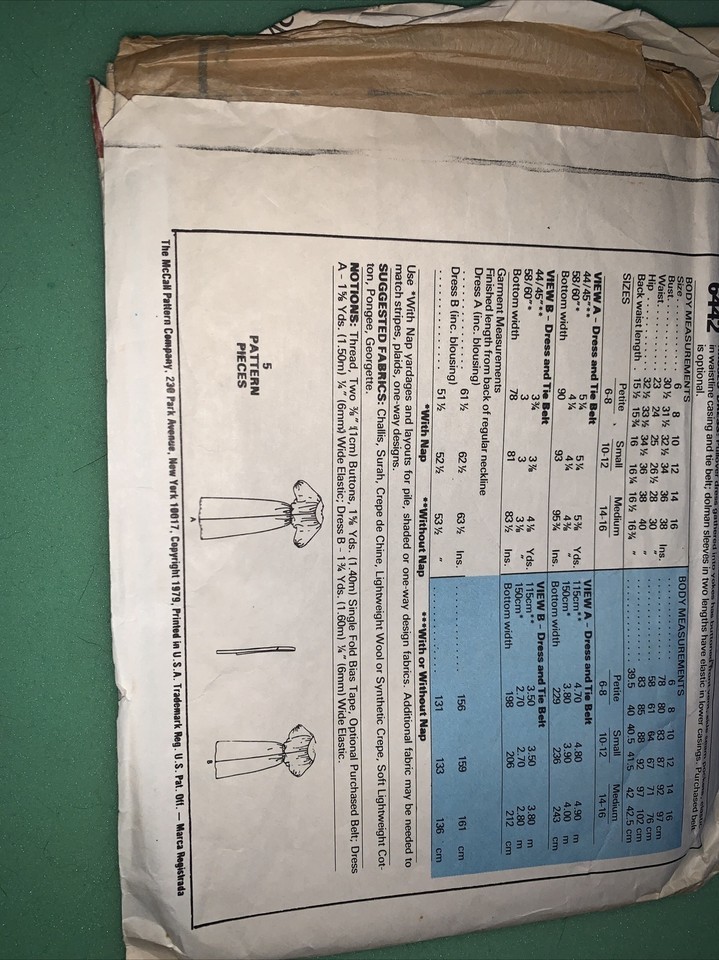 6442
in waistline casing and tie belt; dolman sleeves in two lengths have elastic in lower casings. Purchased belt
is optional.
BODY MEASUREMENTS
Size . . . . . . . . . 6 8 10 12 14 16
Bust. . . . . . . . . 30½ 31½ 32½ 34 36 38 Ins.
Waist. . . . . . . . 23 24 25 26½ 28 30 "
Hip . . . . . . . . . 32½ 33½ 34½ 36 38 40 "
Back waist length . 15½ 15¾ 16 16¼ 16½ 16¾ "
SIZES Petite Small Medium
6-8 10-12 14-16
VIEW A - Dress and Tie Belt
44/45"** 5⅛ 5¼ 5⅜ Yds.
58/60"* 4⅛ 4¼ 4⅜ "
Bottom width 90 93 95¾ Ins.
VIEW B - Dress and Tie Belt
44/45"*** 3¾ 3⅞ 4⅛ Yds.
58/60"* 3 3 3⅛ "
Bottom width 78 81 83½ Ins.
Garment Measurements
Finished length from back of regular neckline
Dress A (inc. blousing)
. . . . . . . . . . . . 61½ 62½ 63½ Ins.
Dress B (inc. blousing)
. . . . . . . . . . . . 51½ 52½ 53½ "
BODY MEASUREMENTS
6 8 10 12 14 16
78 80 83 87 92 97 cm
58 61 64 67 71 76 cm
83 85 88 92 97 102 cm
39.5 40 40.5 41.5 42 42.5 cm
Petite Small Medium
6-8 10-12 14-16
VIEW A - Dress and Tie Belt
115cm** 4.70 4.80 4.90 m
150cm* 3.80 3.90 4.00 m
Bottom width 229 236 243 cm
VIEW B - Dress and Tie Belt
115cm*** 3.50 3.50 3.80 m
150cm* 2.70 2.70 2.80 m
Bottom width 198 206 212 cm
. . . . . . . . . . . . 156 159 161 cm
. . . . . . . . . . . . 131 133 136 cm
*With Nap **Without Nap ***With or Without Nap
Use *With Nap yardages and layouts for pile, shaded or one-way design fabrics. Additional fabric may be needed to
match stripes, plaids, one-way designs.
SUGGESTED FABRICS: Challis, Surah, Crepe de Chine, Lightweight Wool or Synthetic Crepe, Soft Lightweight Cot-
ton, Pongee, Georgette.
NOTIONS: Thread, Two ⅜" (1cm) Buttons, 1⅝ Yds. (1.40m) Single Fold Bias Tape, Optional Purchased Belt; Dress
A - 1⅝ Yds. (1.50m) ¼" (6mm) Wide Elastic; Dress B - 1¾ Yds. (1.60m) ¼" (6mm) Wide Elastic.
5
PATTERN
PIECES
A
B
The McCall Pattern Company, 230 Park Avenue, New York 10017, Copyright 1979, Printed in U.S.A. Trademark Reg. U.S. Pat. Off. — Marca Registrada